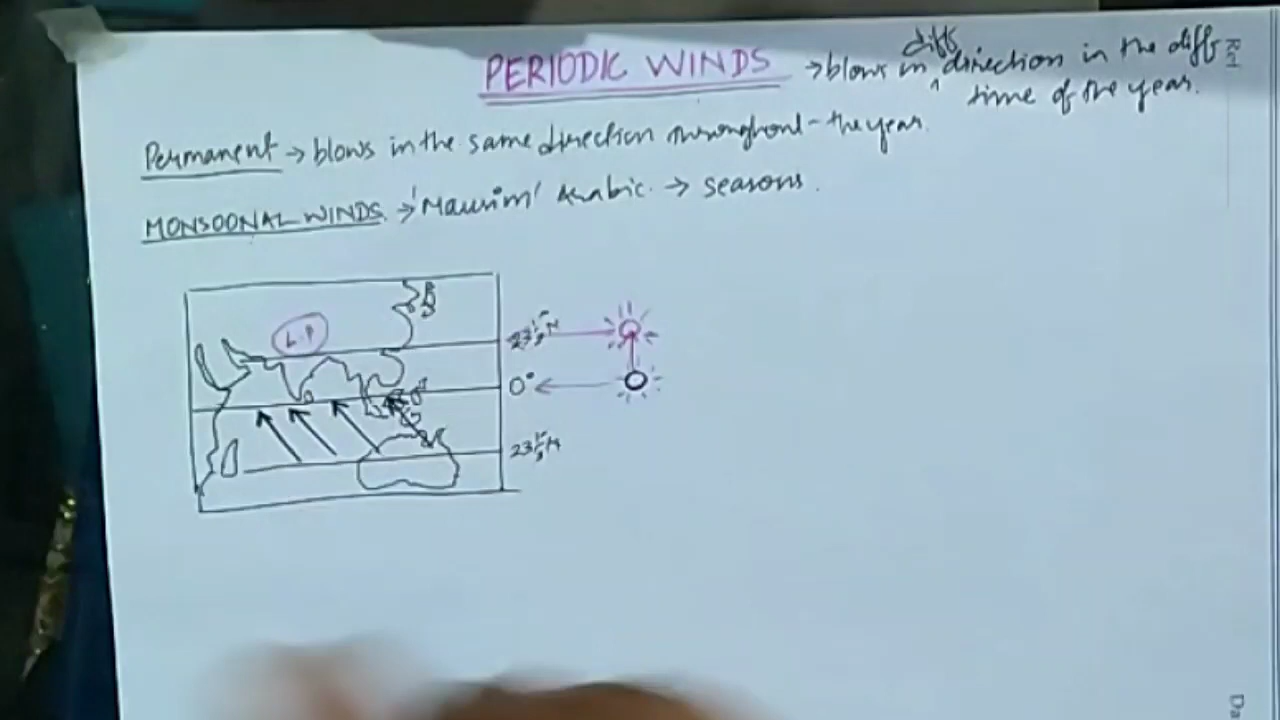 PERIODIC WINDS → blows in diff direction in the diff
time of the year.
Permanent → blows in the same direction throughout the year.
MONSOONAL WINDS → 'Mausim' Arabic → seasons.
L.P
23½°N
0°
23½°
Da